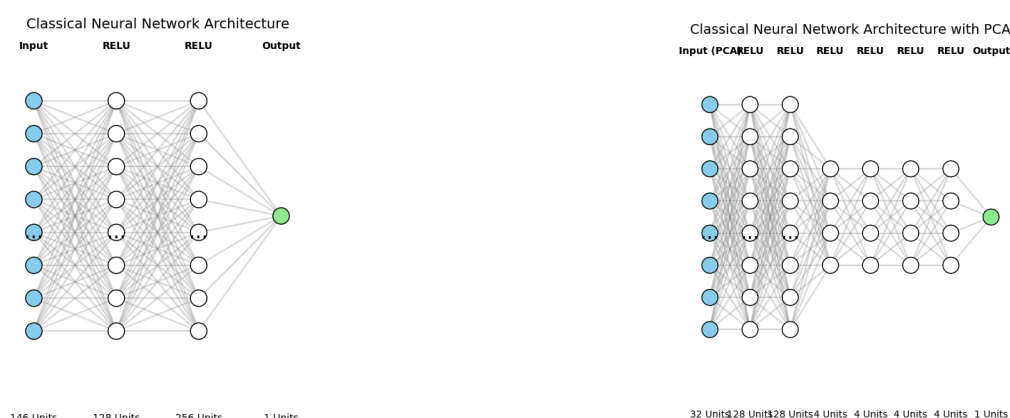 Classical Neural Network Architecture
Input RELU RELU Output
...
...
...
146 Units 128 Units 256 Units 1 Units
Classical Neural Network Architecture with PCA
Input (PCA) RELU RELU RELU RELU RELU RELU Output
...
...
...
32 Units 128 Units 128 Units 4 Units 4 Units 4 Units 4 Units 1 Units